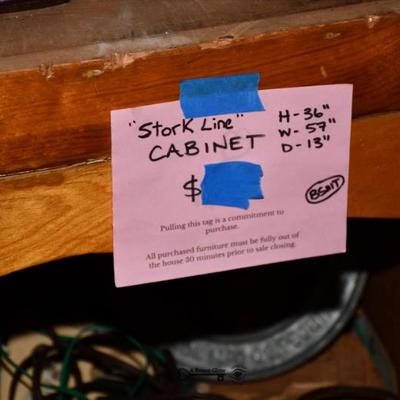 "Stork Line"
CABINET
H-36"
W-57"
D-13"
$
Pulling this tag is a commitment to
purchase.
All purchased furniture must be fully out of
the house 30 minutes prior to sale closing.